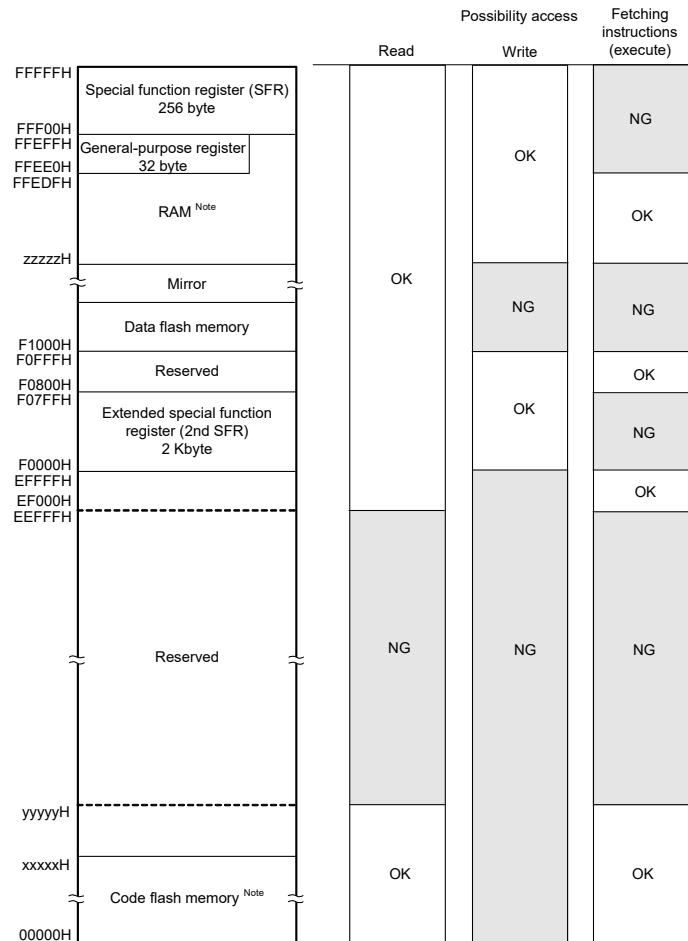 Possibility access
Fetching
instructions
(execute)
Read
Write
FFFFFH
Special function register (SFR)
256 byte
NG
FFF00H
FFEFFH
General-purpose register
32 byte
OK
FFEE0H
FFEDFH
RAM Note
OK
zzzzzH
Mirror
OK
NG
NG
Data flash memory
F1000H
F0FFFH
Reserved
OK
F0800H
F07FFH
Extended special function
register (2nd SFR)
2 Kbyte
OK
NG
F0000H
EFFFFH
OK
EF000H
EEFFFH
Reserved
NG
NG
NG
yyyyyH
xxxxxH
OK
OK
Code flash memory Note
00000H